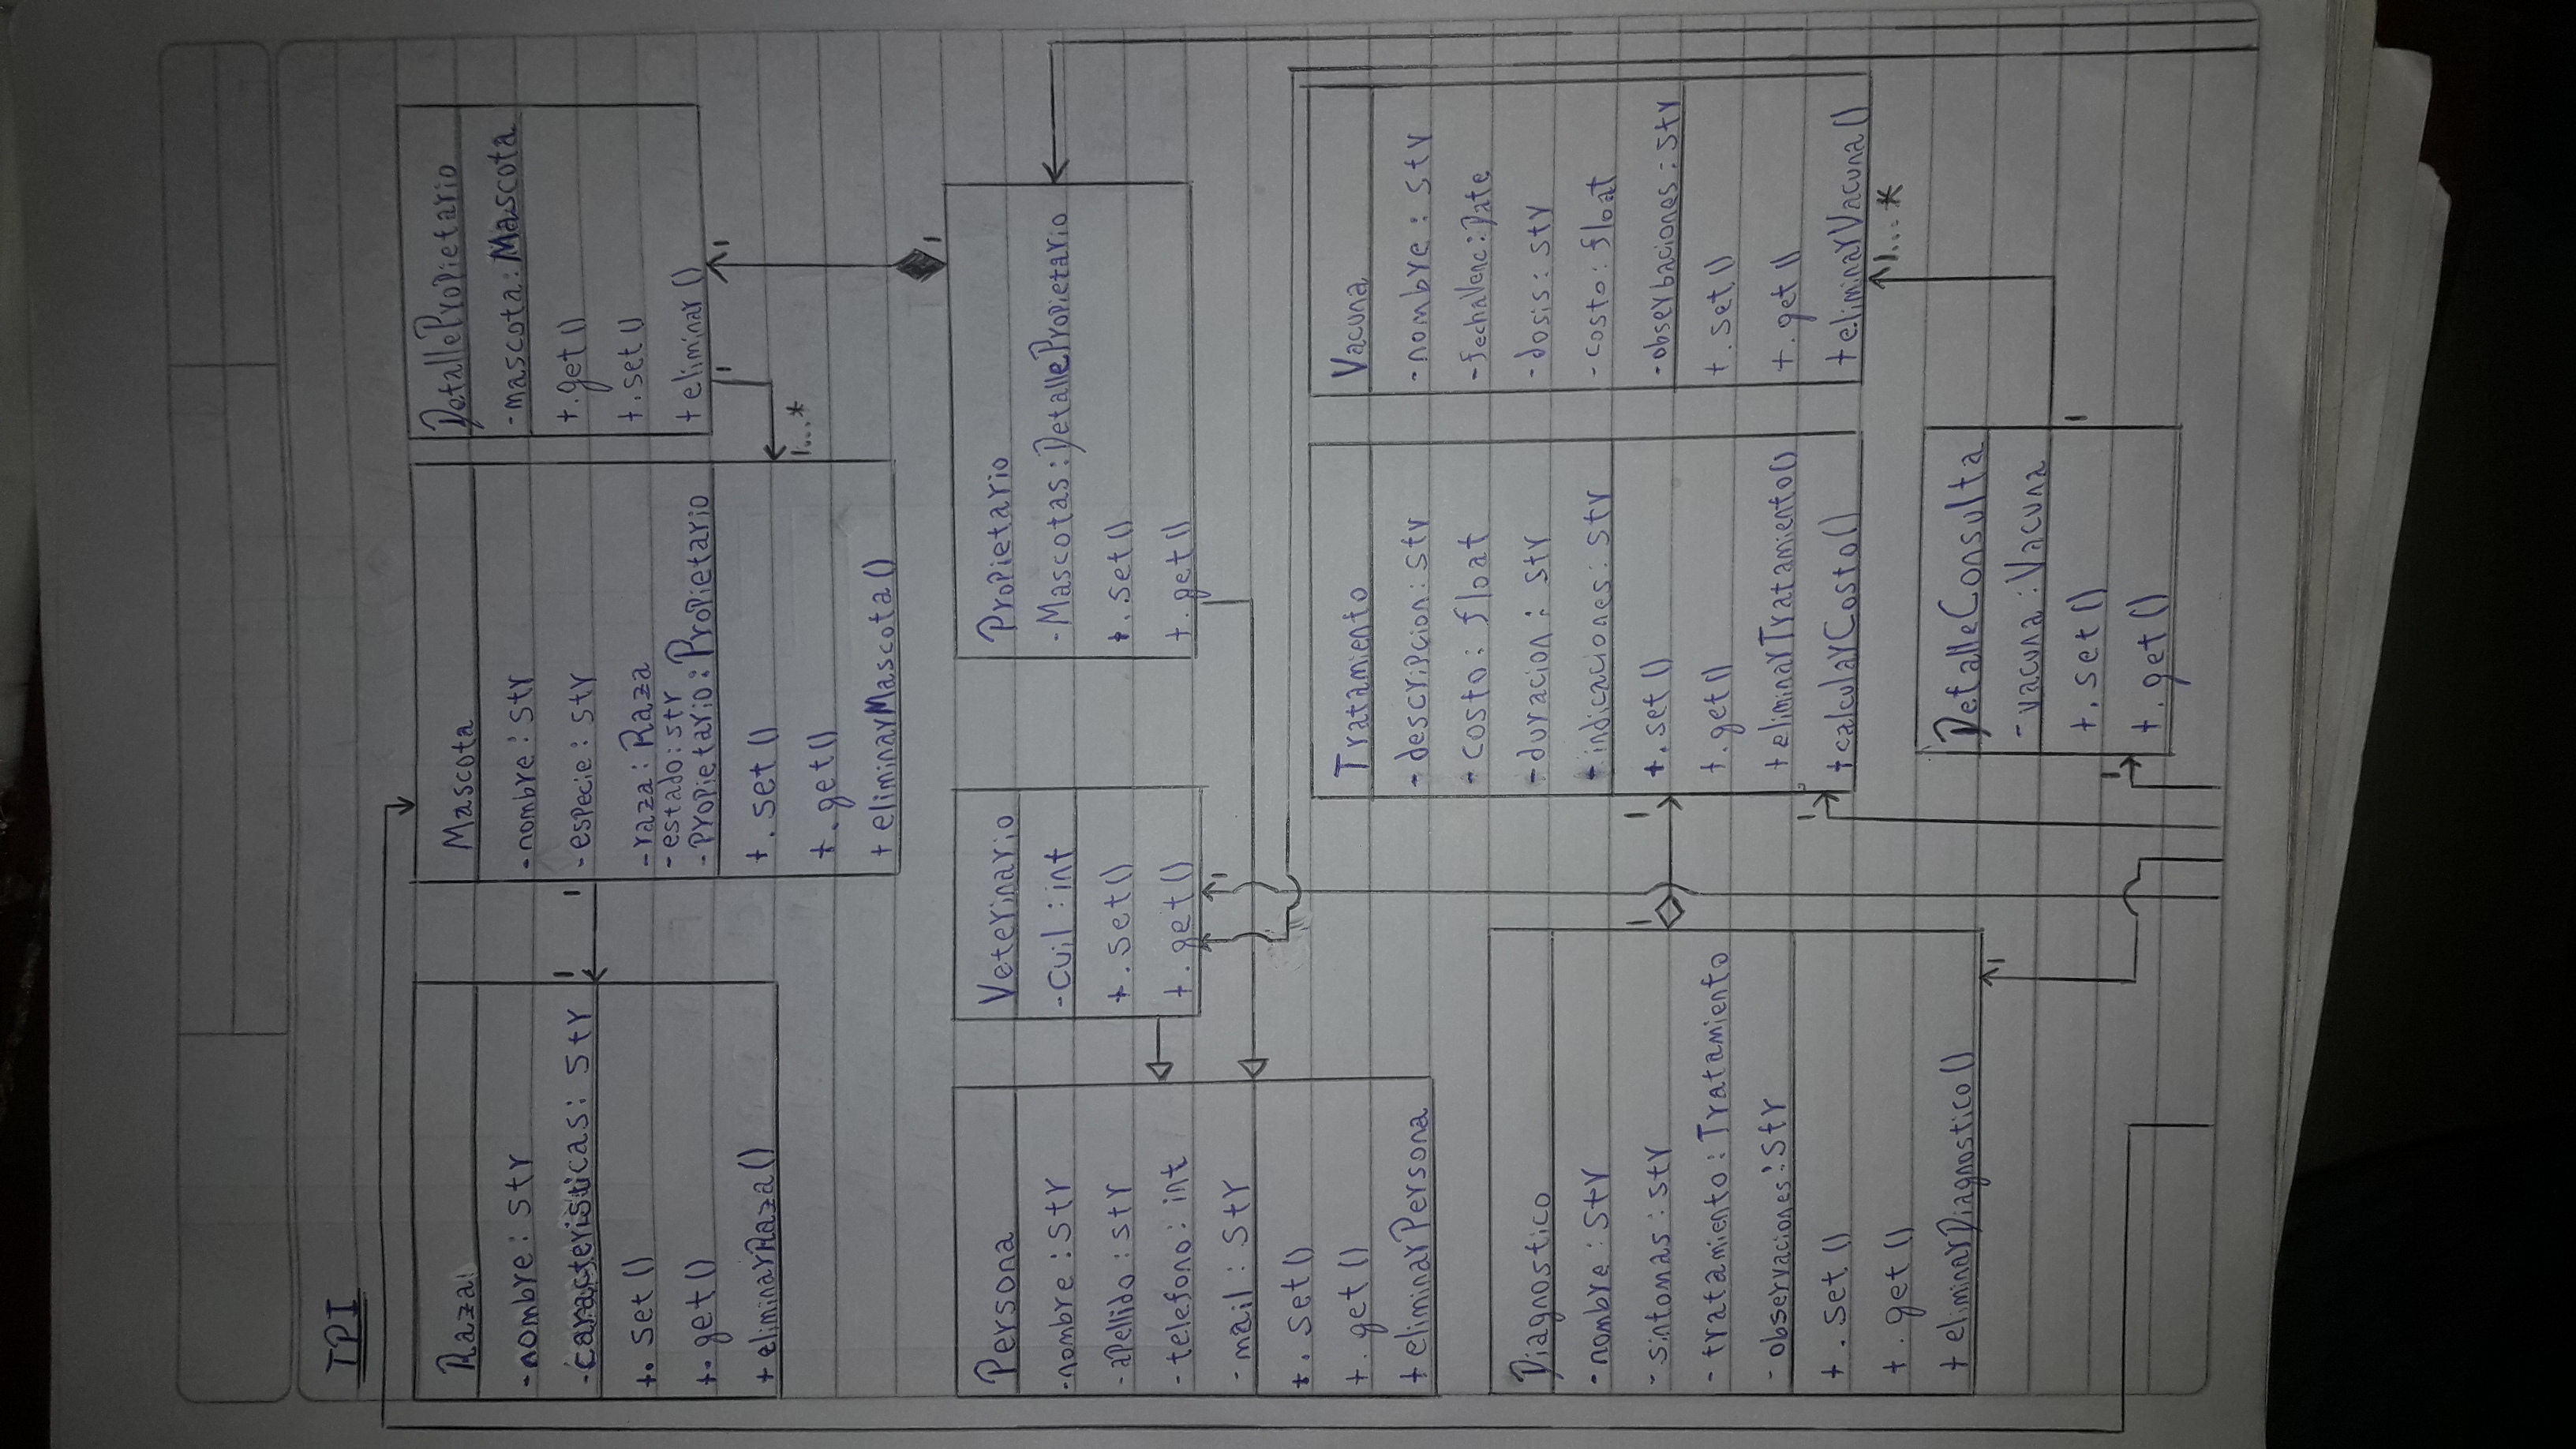 TPI
Raza
-nombre: str
-caracteristicas: str
+. set()
+. get()
+ eliminarRaza()
1
1
Mascota
-nombre: str
-especie: str
-raza: Raza
-estado: str
-Propietario: Propietario
+. set()
+. get()
+ eliminarMascota()
DetallePropietario
-mascota: Mascota
+.get()
+.set()
+ eliminar()
1
1
1...*
1
Persona
-nombre: str
-apellido: str
-telefono: int
-mail: str
+. set()
+. get()
+ eliminarPersona
Veterinario
-cuil: int
+. set()
+. get()
1
Propietario
-Mascotas: DetallePropietario
+. set()
+. get()
Tratamiento
-descripcion: str
-costo: float
-duracion: str
-indicaciones: str
+. set()
+. get()
+ eliminarTratamiento()
+calcularCosto()
Vacuna
-nombre: str
-fechaVenc: Date
-dosis: str
-costo: float
-obserbaciones: str
+. set()
+. get()
+ eliminarVacuna()
1...*
Diagnostico
-nombre: str
-sintomas: str
-tratamiento: Tratamiento
-observaciones: str
+. set()
+. get()
+ eliminarDiagnostico()
1
1
1
1
DetalleConsulta
-vacuna: Vacuna
+. set()
+. get()
1
1